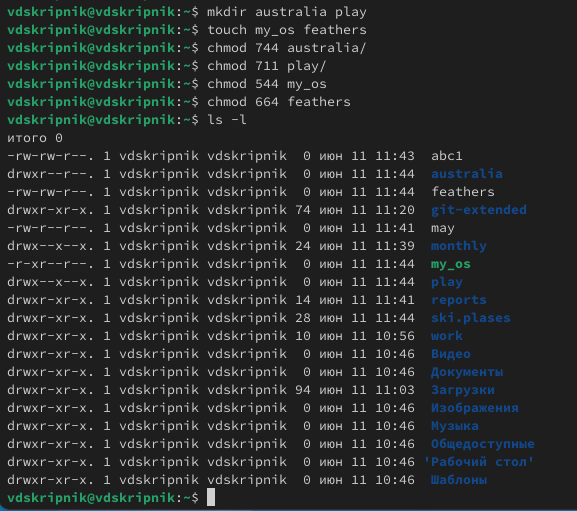 vdskripnik@vdskripnik:~$ mkdir australia play
vdskripnik@vdskripnik:~$ touch my_os feathers
vdskripnik@vdskripnik:~$ chmod 744 australia/
vdskripnik@vdskripnik:~$ chmod 711 play/
vdskripnik@vdskripnik:~$ chmod 544 my_os
vdskripnik@vdskripnik:~$ chmod 664 feathers
vdskripnik@vdskripnik:~$ ls -l
итого 0
-rw-rw-r--. 1 vdskripnik vdskripnik  0 июн 11 11:43  abc1
drwxr--r--. 1 vdskripnik vdskripnik  0 июн 11 11:44  australia
-rw-rw-r--. 1 vdskripnik vdskripnik  0 июн 11 11:44  feathers
drwxr-xr-x. 1 vdskripnik vdskripnik 74 июн 11 11:20  git-extended
-rw-r--r--. 1 vdskripnik vdskripnik  0 июн 11 11:41  may
drwx--x--x. 1 vdskripnik vdskripnik 24 июн 11 11:39  monthly
-r-xr--r--. 1 vdskripnik vdskripnik  0 июн 11 11:44  my_os
drwx--x--x. 1 vdskripnik vdskripnik  0 июн 11 11:44  play
drwxr-xr-x. 1 vdskripnik vdskripnik 14 июн 11 11:41  reports
drwxr-xr-x. 1 vdskripnik vdskripnik 28 июн 11 11:44  ski.plases
drwxr-xr-x. 1 vdskripnik vdskripnik 10 июн 11 10:56  work
drwxr-xr-x. 1 vdskripnik vdskripnik  0 июн 11 10:46  Видео
drwxr-xr-x. 1 vdskripnik vdskripnik  0 июн 11 10:46  Документы
drwxr-xr-x. 1 vdskripnik vdskripnik 94 июн 11 11:03  Загрузки
drwxr-xr-x. 1 vdskripnik vdskripnik  0 июн 11 10:46  Изображения
drwxr-xr-x. 1 vdskripnik vdskripnik  0 июн 11 10:46  Музыка
drwxr-xr-x. 1 vdskripnik vdskripnik  0 июн 11 10:46  Общедоступные
drwxr-xr-x. 1 vdskripnik vdskripnik  0 июн 11 10:46 'Рабочий стол'
drwxr-xr-x. 1 vdskripnik vdskripnik  0 июн 11 10:46  Шаблоны
vdskripnik@vdskripnik:~$